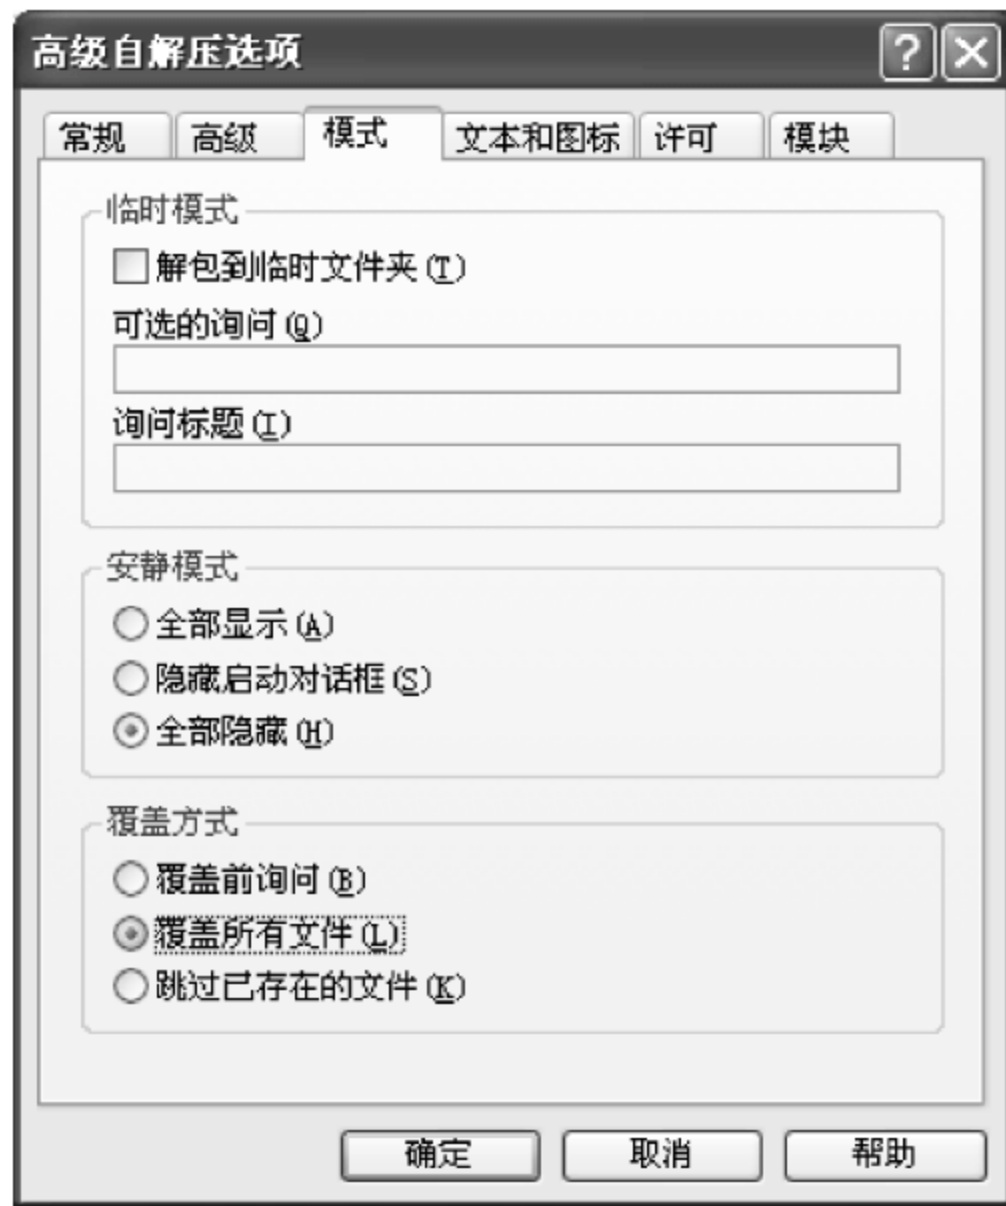 高级自解压选项
常规 高级 模式 文本和图标 许可 模块
临时模式
解包到临时文件夹(T)
可选的询问(Q)
询问标题(I)
安静模式
全部显示(A)
隐藏启动对话框(S)
全部隐藏(H)
覆盖方式
覆盖前询问(B)
覆盖所有文件(L)
跳过已存在的文件(K)
确定 取消 帮助